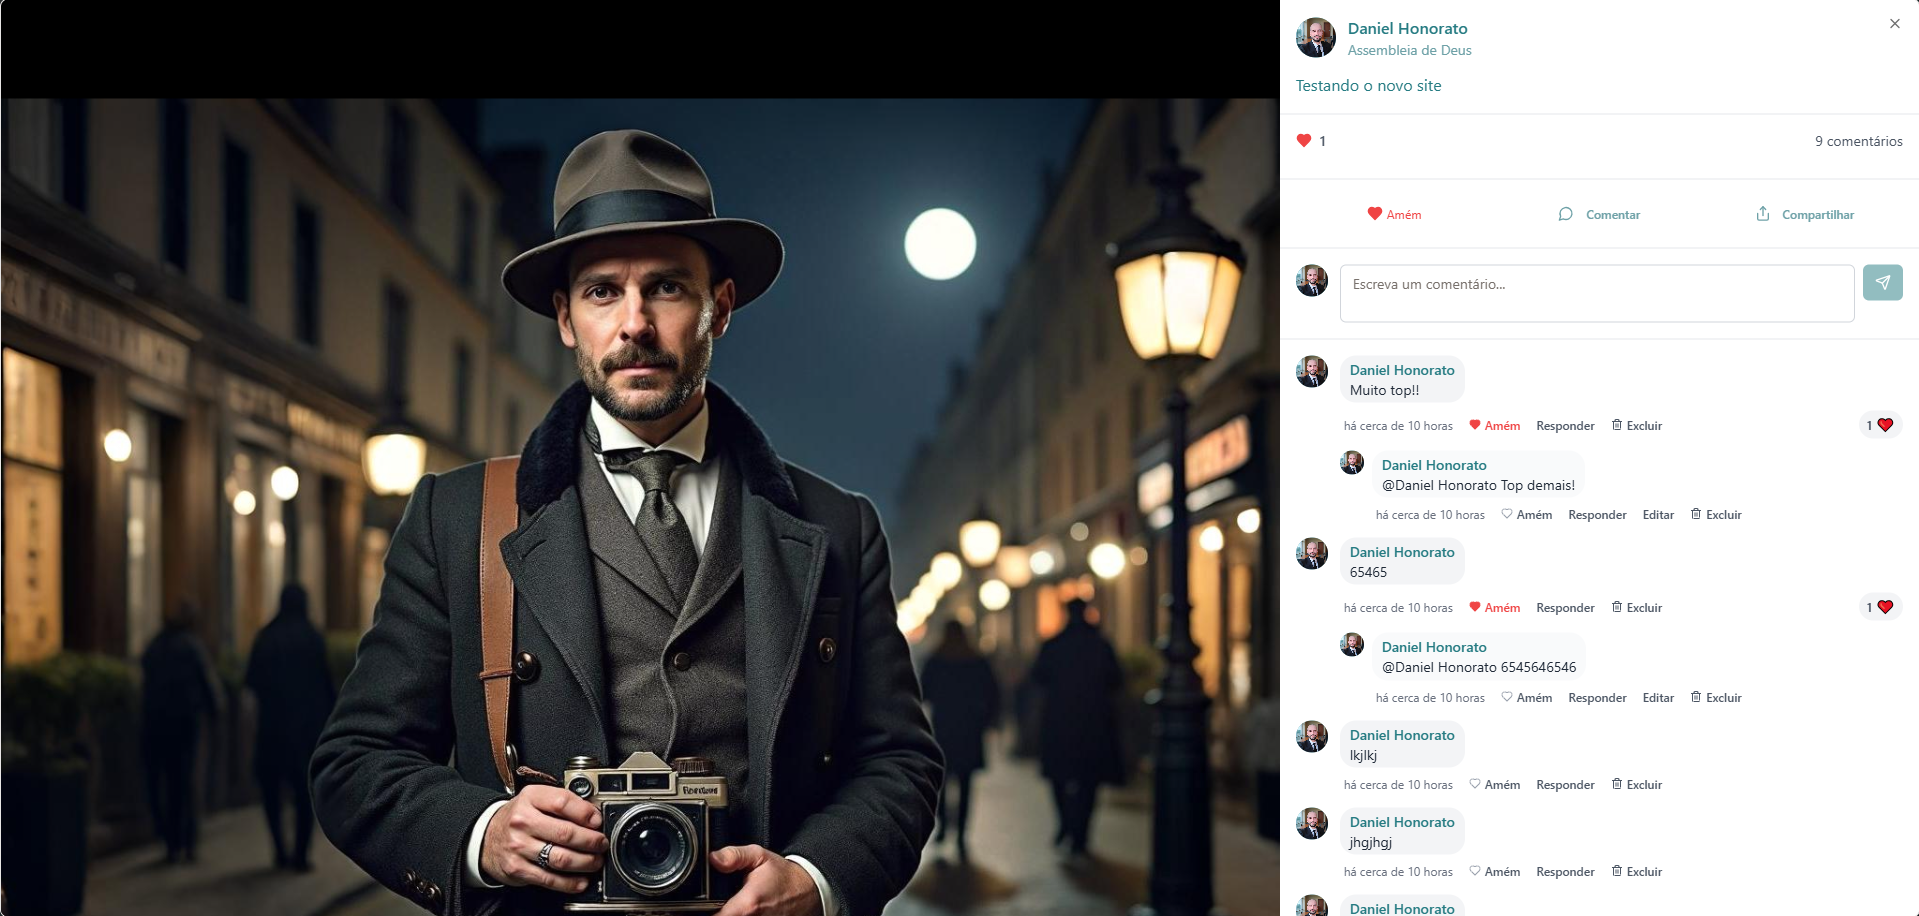 Daniel Honorato
Assembleia de Deus
Testando o novo site
1
9 comentários
Amém
Comentar
Compartilhar
Escreva um comentário...
Daniel Honorato
Muito top!!
há cerca de 10 horas Amém Responder Excluir
1
Daniel Honorato
@Daniel Honorato Top demais!
há cerca de 10 horas Amém Responder Editar Excluir
Daniel Honorato
65465
há cerca de 10 horas Amém Responder Excluir
1
Daniel Honorato
@Daniel Honorato 6545646546
há cerca de 10 horas Amém Responder Editar Excluir
Daniel Honorato
lkjlkj
há cerca de 10 horas Amém Responder Excluir
Daniel Honorato
jhgjhgj
há cerca de 10 horas Amém Responder Excluir
Daniel Honorato